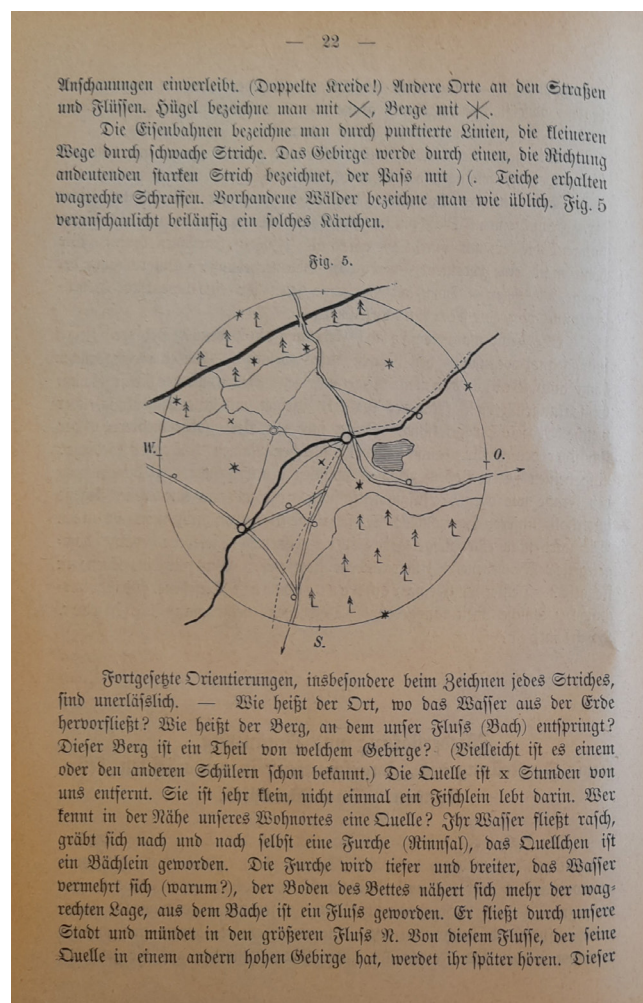 — 22 —
Anschauungen einverleibt. (Doppelte Kreide!) Andere Orte an den Straßen
und Flüssen. Hügel bezeichne man mit ×, Berge mit ✳.
Die Eisenbahnen bezeichne man durch punktierte Linien, die kleineren
Wege durch schwache Striche. Das Gebirge werde durch einen, die Richtung
andeutenden starken Strich bezeichnet, der Pass mit ) (. Teiche erhalten
wagrechte Schraffen. Vorhandene Wälder bezeichne man wie üblich. Fig. 5
veranschaulicht beiläufig ein solches Kärtchen.
Fig. 5.
W.
O.
S.
Fortgesetzte Orientierungen, insbesondere beim Zeichnen jedes Striches,
sind unerlässlich. — Wie heißt der Ort, wo das Wasser aus der Erde
hervorfließt? Wie heißt der Berg, an dem unser Fluss (Bach) entspringt?
Dieser Berg ist ein Theil von welchem Gebirge? (Vielleicht ist es einem
oder den anderen Schülern schon bekannt.) Die Quelle ist x Stunden von
uns entfernt. Sie ist sehr klein, nicht einmal ein Fischlein lebt darin. Wer
kennt in der Nähe unseres Wohnortes eine Quelle? Ihr Wasser fließt rasch,
gräbt sich nach und nach selbst eine Furche (Rinnsal), das Quellchen ist
ein Bächlein geworden. Die Furche wird tiefer und breiter, das Wasser
vermehrt sich (warum?), der Boden des Bettes nähert sich mehr der wag-
rechten Lage, aus dem Bache ist ein Fluss geworden. Er fließt durch unsere
Stadt und mündet in den größeren Fluss N. Von diesem Flusse, der seine
Quelle in einem andern hohen Gebirge hat, werdet ihr später hören. Dieser